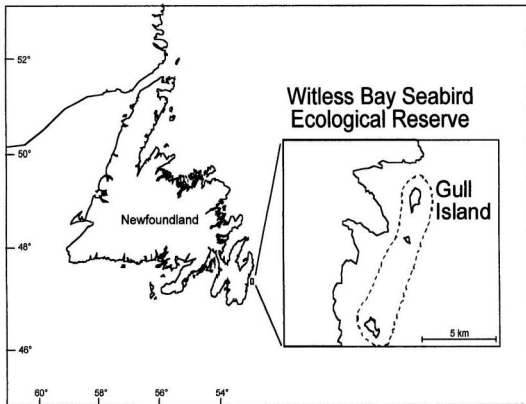 52°
Witless Bay Seabird
Ecological Reserve
50°
Gull
Island
Newfoundland
48°
5 km
46°
60° 58° 56° 54°